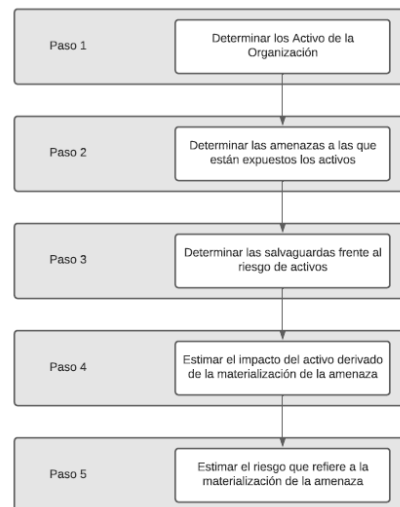 Paso 1
Determinar los Activo de la
Organización
Paso 2
Determinar las amenazas a las que
están expuestos los activos
Paso 3
Determinar las salvaguardas frente al
riesgo de activos
Paso 4
Estimar el impacto del activo derivado
de la materialización de la amenaza
Paso 5
Estimar el riesgo que refiere a la
materialización de la amenaza